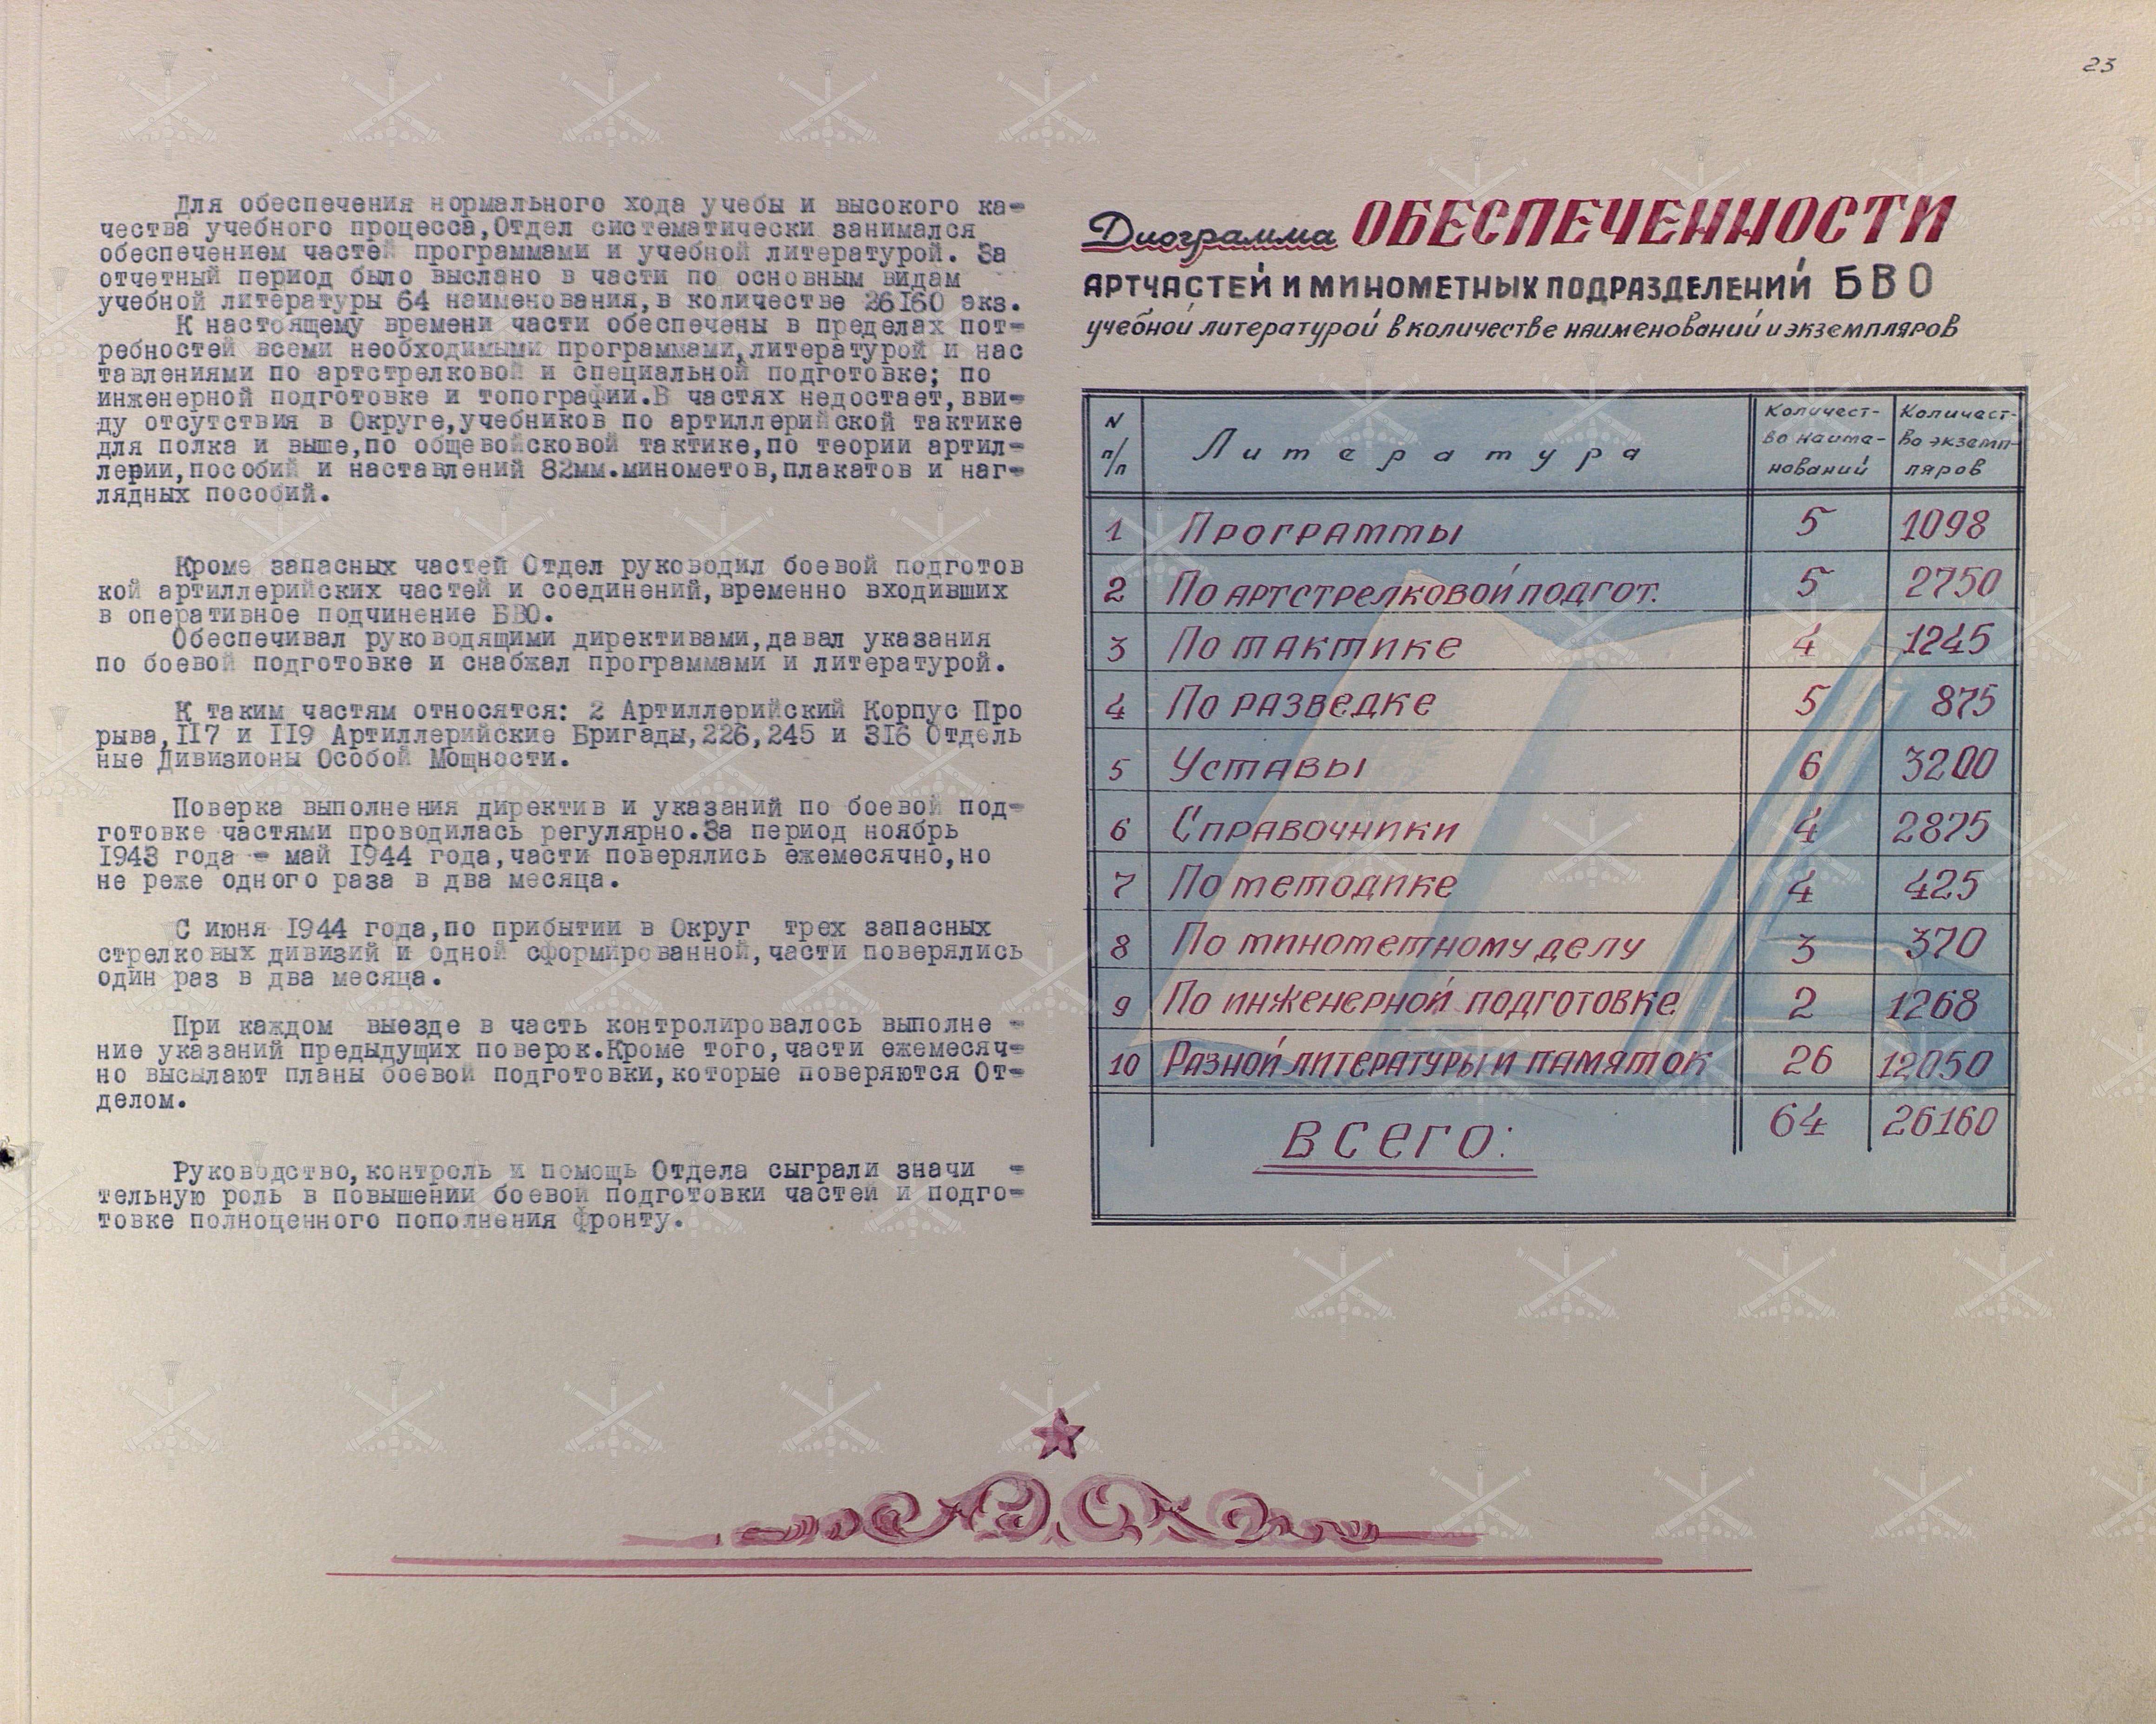 23
Для обеспечения нормального хода учебы и высокого ка-
чества учебного процесса,Отдел систематически занимался
обеспечением частей программами и учебной литературой. За
отчетный период было выслано в части по основным видам
учебной литературы 64 наименования,в количестве 26160 экз.
К настоящему времени части обеспечены в пределах пот-
ребностей всеми необходимыми программами,литературой и нас
тавлениями по артстрелковой и специальной подготовке; по
инженерной подготовке и топографии.В частях недостает,вви-
ду отсутствия в Округе,учебников по артиллерийской тактике
для полка и выше,по общевойсковой тактике,по теории артил-
лерии,пособий и наставлений 82мм.минометов,плакатов и наг-
лядных пособий.
Кроме запасных частей Отдел руководил боевой подготов
кой артиллерийских частей и соединений,временно входивших
в оперативное подчинение БВО.
Обеспечивал руководящими директивами,давал указания
по боевой подготовке и снабжал программами и литературой.
К таким частям относятся: 2 Артиллерийский Корпус Про
рыва,117 и 119 Артиллерийские Бригады,226,245 и 316 Отдель
ные Дивизионы Особой Мощности.
Поверка выполнения директив и указаний по боевой под-
готовке частями проводилась регулярно.За период ноябрь
1943 года - май 1944 года,части поверялись ежемесячно,но
не реже одного раза в два месяца.
С июня 1944 года,по прибытии в Округ трех запасных
стрелковых дивизий и одной сформированной,части поверялись
один раз в два месяца.
При каждом выезде в часть контролировалось выполне -
ние указаний предыдущих поверок.Кроме того,части ежемесяч-
но высылают планы боевой подготовки,которые поверяются От-
делом.
Руководство,контроль и помощь Отдела сыграли значи -
тельную роль в повышении боевой подготовки частей и подго-
товке полноценного пополнения фронту.
Диограмма ОБЕСПЕЧЕННОСТИ
АРТЧАСТЕЙ И МИНОМЕТНЫХ ПОДРАЗДЕЛЕНИЙ БВО
учебной литературой в количестве наименований и экземпляров
N п/п Литература Количест-во наиме-нований Количест-во экземп-ляров
1 Программы 5 1098
2 По артстрелковой подгот. 5 2750
3 По тактике 4 1245
4 По разведке 5 875
5 Уставы 6 3200
6 Справочники 4 2875
7 По методике 4 425
8 По минометному делу 3 370
9 По инженерной подготовке 2 1268
10 Разной литературы и памяток 26 12050
Всего: 64 26160